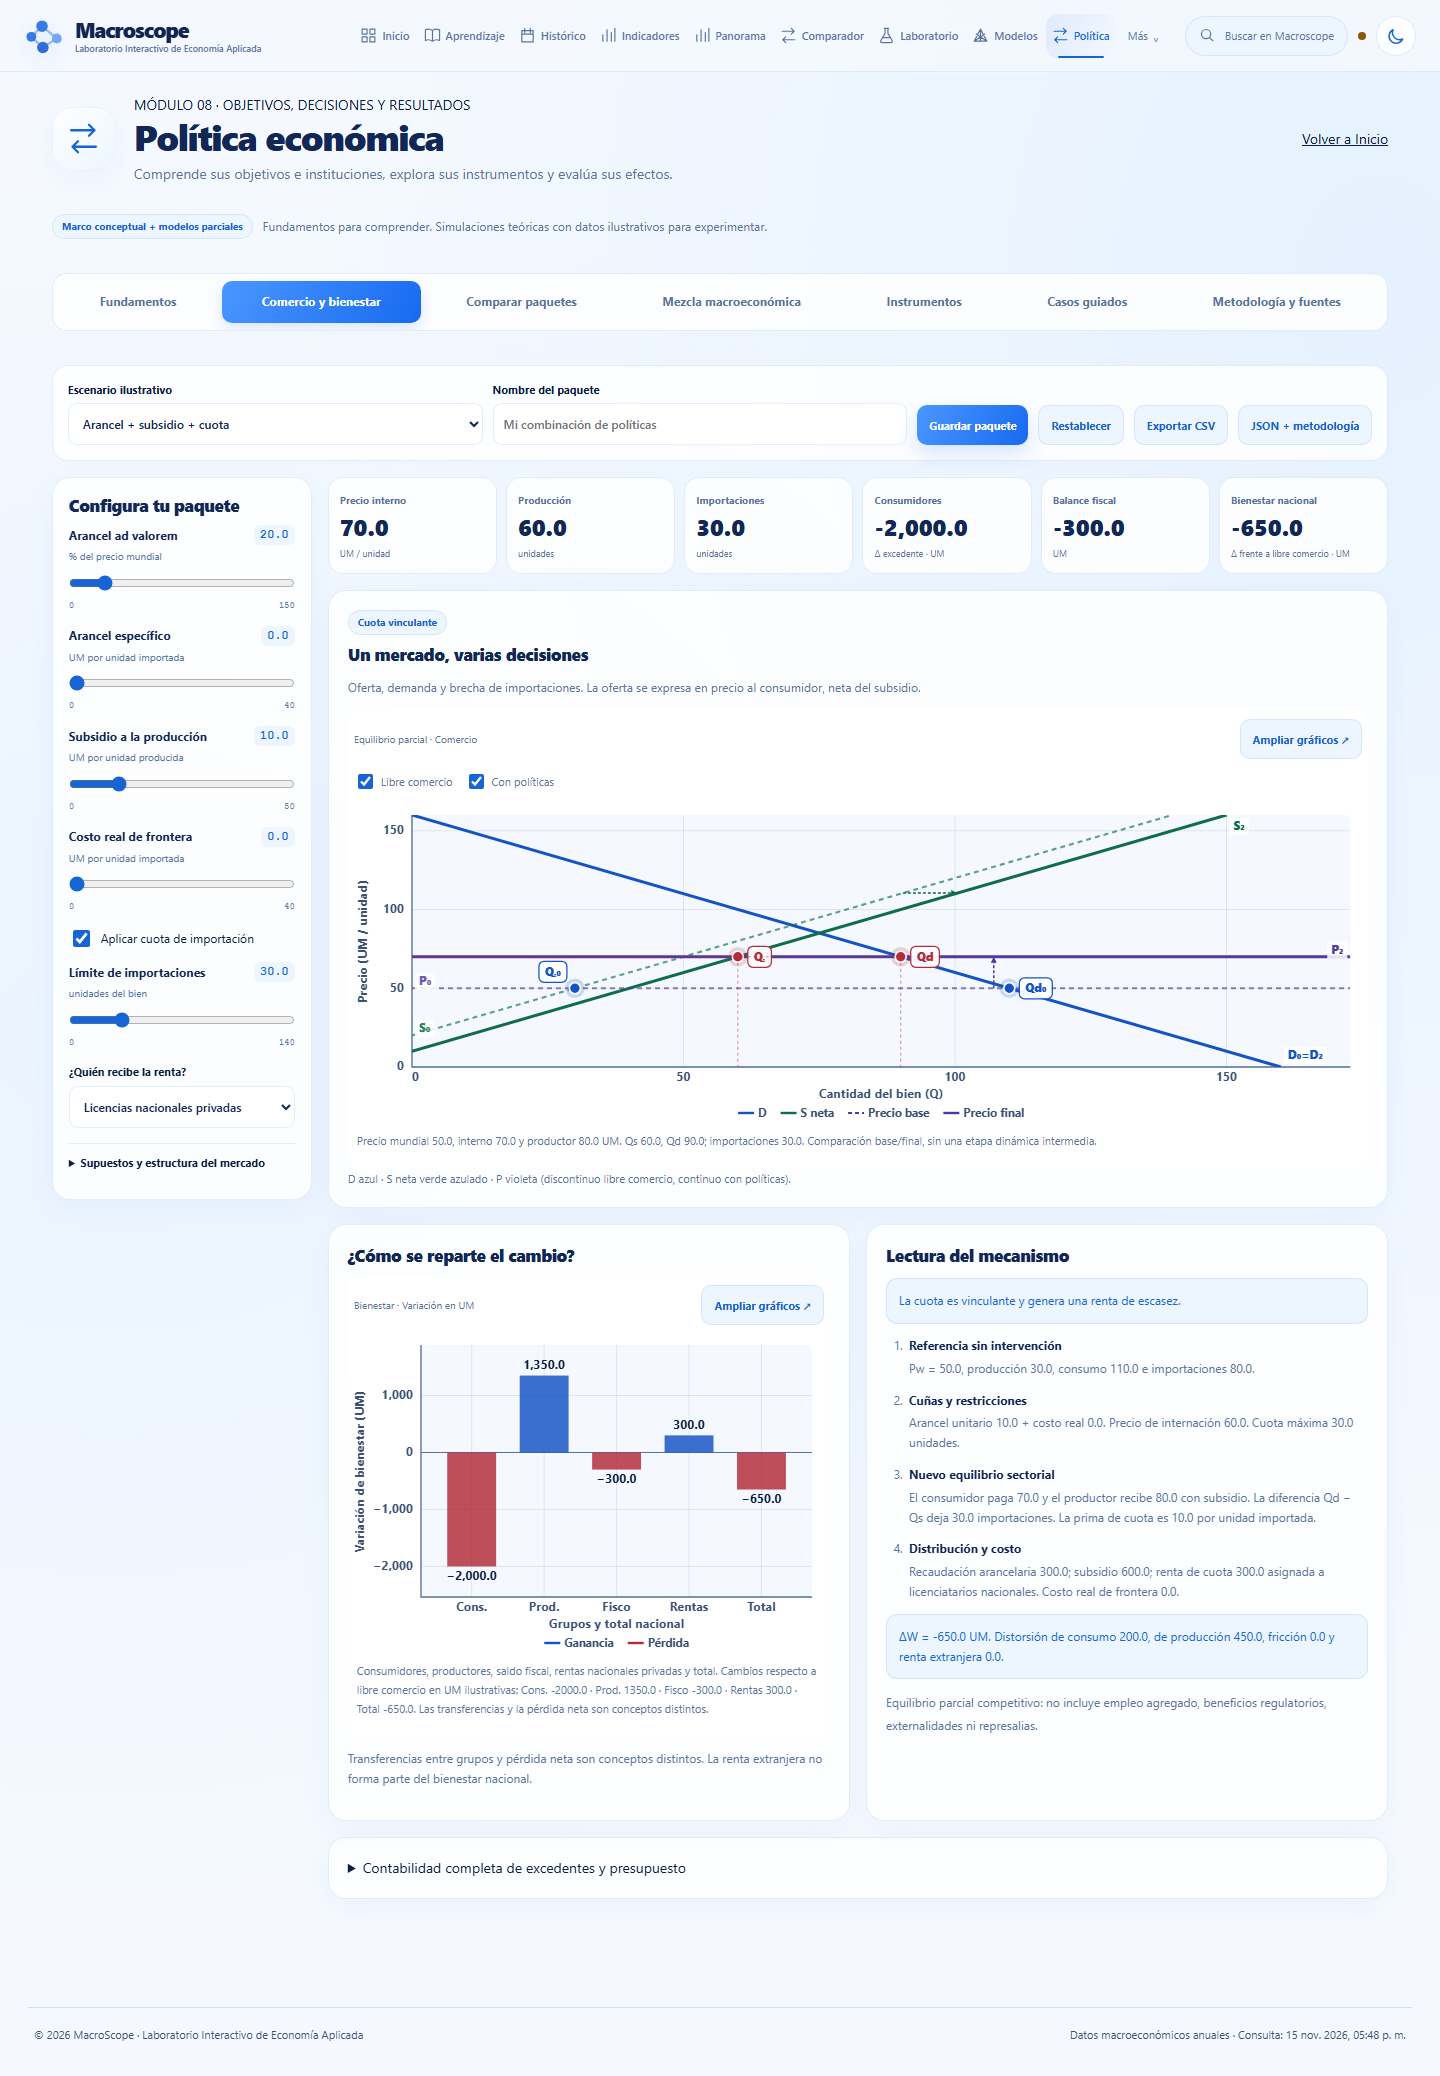 Macroscope
Laboratorio Interactivo de Economía Aplicada
Inicio
Aprendizaje
Histórico
Indicadores
Panorama
Comparador
Laboratorio
Modelos
Política
Más
Buscar en Macroscope
MÓDULO 08 · OBJETIVOS, DECISIONES Y RESULTADOS
Política económica
Comprende sus objetivos e instituciones, explora sus instrumentos y evalúa sus efectos.
Volver a Inicio
Marco conceptual + modelos parciales
Fundamentos para comprender. Simulaciones teóricas con datos ilustrativos para experimentar.
Fundamentos
Comercio y bienestar
Comparar paquetes
Mezcla macroeconómica
Instrumentos
Casos guiados
Metodología y fuentes
Escenario ilustrativo
Arancel + subsidio + cuota
Nombre del paquete
Mi combinación de políticas
Guardar paquete
Restablecer
Exportar CSV
JSON + metodología
Configura tu paquete
Arancel ad valorem
20.0
% del precio mundial
0
150
Arancel específico
0.0
UM por unidad importada
0
40
Subsidio a la producción
10.0
UM por unidad producida
0
50
Costo real de frontera
0.0
UM por unidad importada
0
40
Aplicar cuota de importación
Límite de importaciones
30.0
unidades del bien
0
140
¿Quién recibe la renta?
Licencias nacionales privadas
▶ Supuestos y estructura del mercado
Precio interno
70.0
UM / unidad
Producción
60.0
unidades
Importaciones
30.0
unidades
Consumidores
-2,000.0
Δ excedente · UM
Balance fiscal
-300.0
UM
Bienestar nacional
-650.0
Δ frente a libre comercio · UM
Cuota vinculante
Un mercado, varias decisiones
Oferta, demanda y brecha de importaciones. La oferta se expresa en precio al consumidor, neta del subsidio.
Equilibrio parcial · Comercio
Ampliar gráficos ↗
Libre comercio
Con políticas
Precio (UM / unidad)
150
100
50
0
S₂
P₂
P₀
S₀
Qd
Qd₀
D₀=D₂
0
50
100
150
Cantidad del bien (Q)
D
S neta
Precio base
Precio final
Precio mundial 50.0, interno 70.0 y productor 80.0 UM. Qs 60.0, Qd 90.0; importaciones 30.0. Comparación base/final, sin una etapa dinámica intermedia.
D azul · S neta verde azulado · P violeta (discontinuo libre comercio, continuo con políticas).
¿Cómo se reparte el cambio?
Bienestar · Variación en UM
Ampliar gráficos ↗
Variación de bienestar (UM)
1,000
0
−1,000
−2,000
−2,000.0
1,350.0
−300.0
300.0
−650.0
Cons.
Prod.
Fisco
Rentas
Total
Grupos y total nacional
Ganancia
Pérdida
Consumidores, productores, saldo fiscal, rentas nacionales privadas y total. Cambios respecto a
libre comercio en UM ilustrativas: Cons. -2000.0 · Prod. 1350.0 · Fisco -300.0 · Rentas 300.0 ·
Total -650.0. Las transferencias y la pérdida neta son conceptos distintos.
Transferencias entre grupos y pérdida neta son conceptos distintos. La renta extranjera no
forma parte del bienestar nacional.
Lectura del mecanismo
La cuota es vinculante y genera una renta de escasez.
1. Referencia sin intervención
Pw = 50.0, producción 30.0, consumo 110.0 e importaciones 80.0.
2. Cuñas y restricciones
Arancel unitario 10.0 + costo real 0.0. Precio de internación 60.0. Cuota máxima 30.0
unidades.
3. Nuevo equilibrio sectorial
El consumidor paga 70.0 y el productor recibe 80.0 con subsidio. La diferencia Qd −
Qs deja 30.0 importaciones. La prima de cuota es 10.0 por unidad importada.
4. Distribución y costo
Recaudación arancelaria 300.0; subsidio 600.0; renta de cuota 300.0 asignada a
licenciatarios nacionales. Costo real de frontera 0.0.
ΔW = -650.0 UM. Distorsión de consumo 200.0, de producción 450.0, fricción 0.0 y
renta extranjera 0.0.
Equilibrio parcial competitivo: no incluye empleo agregado, beneficios regulatorios,
externalidades ni represalias.
▶ Contabilidad completa de excedentes y presupuesto
© 2026 MacroScope · Laboratorio Interactivo de Economía Aplicada
Datos macroeconómicos anuales · Consulta: 15 nov. 2026, 05:48 p. m.